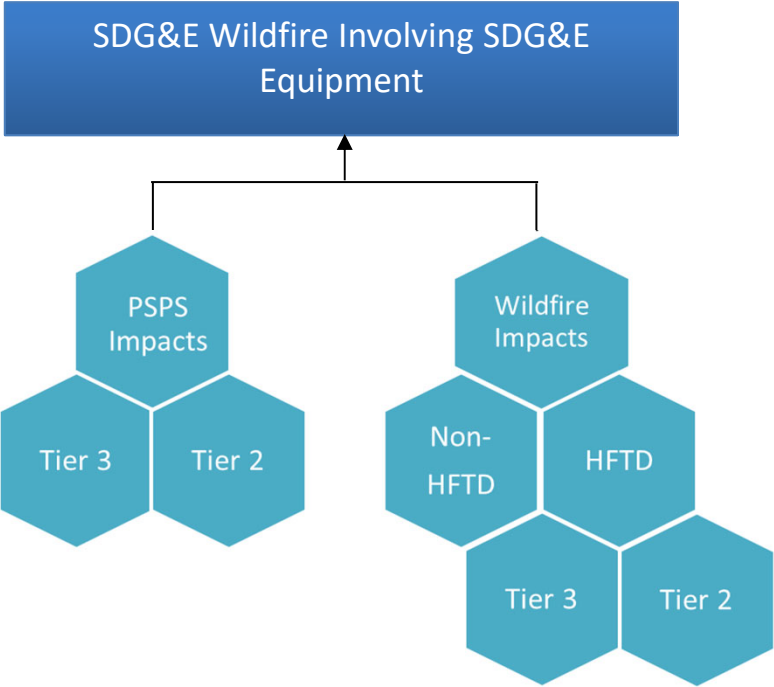 SDG&E Wildfire Involving SDG&E
Equipment
PSPS
Impacts
Tier 3
Tier 2
Wildfire
Impacts
Non-
HFTD
HFTD
Tier 3
Tier 2